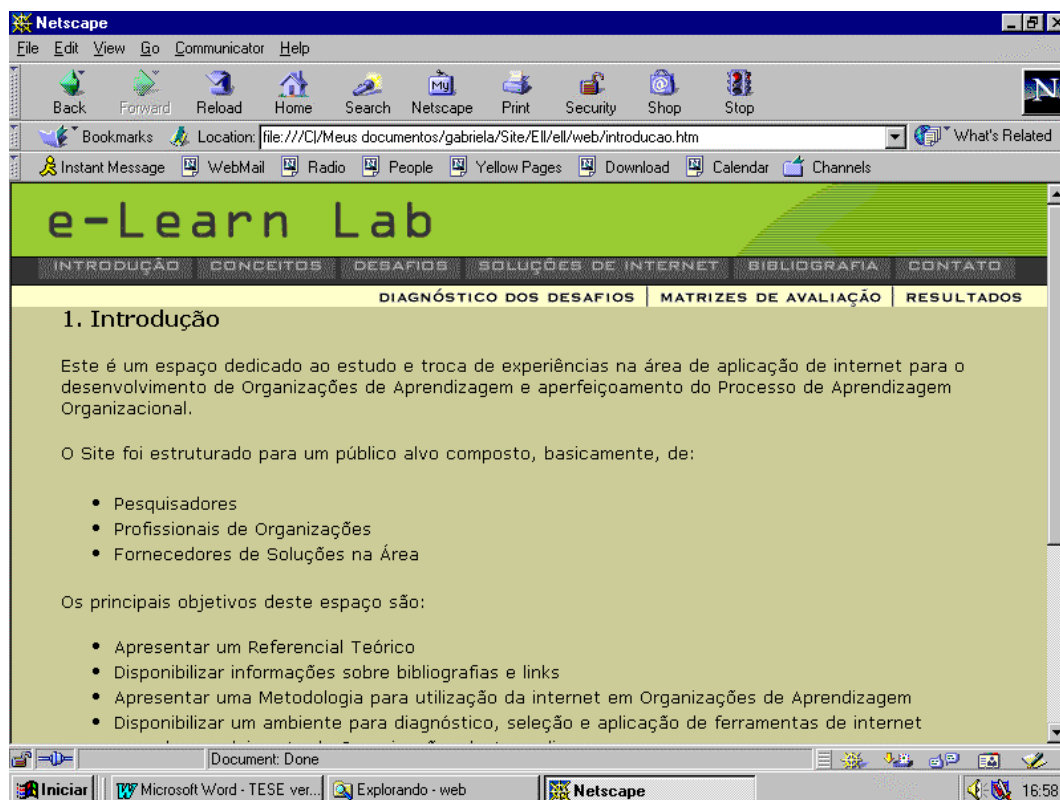 Netscape
File Edit View Go Communicator Help
Back Forward Reload Home Search Netscape Print Security Shop Stop
Bookmarks Location: file:///C|/Meus documentos/gabriela/Site/Ell/ell/web/introducao.htm What's Related
Instant Message WebMail Radio People Yellow Pages Download Calendar Channels
e-Learn Lab
INTRODUÇÃO CONCEITOS DESAFIOS SOLUÇÕES DE INTERNET BIBLIOGRAFIA CONTATO
DIAGNÓSTICO DOS DESAFIOS | MATRIZES DE AVALIAÇÃO | RESULTADOS
1. Introdução
Este é um espaço dedicado ao estudo e troca de experiências na área de aplicação de internet para o
desenvolvimento de Organizações de Aprendizagem e aperfeiçoamento do Processo de Aprendizagem
Organizacional.
O Site foi estruturado para um público alvo composto, basicamente, de:
• Pesquisadores
• Profissionais de Organizações
• Fornecedores de Soluções na Área
Os principais objetivos deste espaço são:
• Apresentar um Referencial Teórico
• Disponibilizar informações sobre bibliografias e links
• Apresentar uma Metodologia para utilização da internet em Organizações de Aprendizagem
• Disponibilizar um ambiente para diagnóstico, seleção e aplicação de ferramentas de internet
Document: Done
Iniciar Microsoft Word - TESE ver... Explorando - web Netscape 16:58